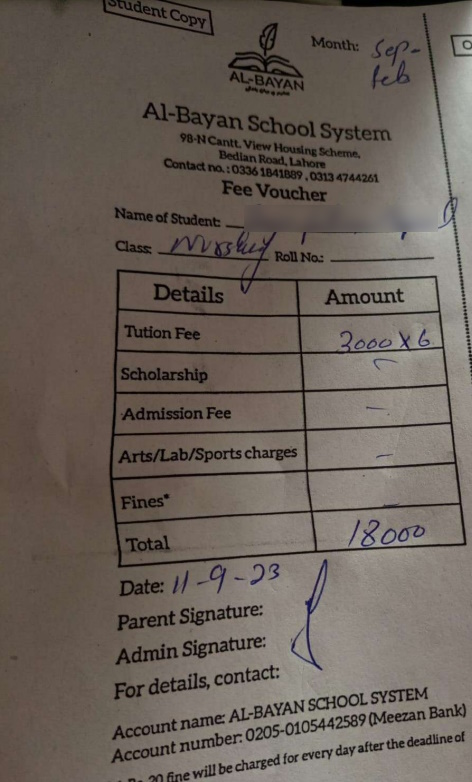 Student Copy
Month: Sep-
feb
O
AL-BAYAN
Al-Bayan School System
98-N Cantt. View Housing Scheme,
Bedian Road, Lahore
Contact no. : 0336 1841889 , 0313 4744261
Fee Voucher
Name of Student:
Class: Nursery Roll No.:
Details Amount
Tution Fee 3000 x 6
Scholarship -
Admission Fee -
Arts/Lab/Sports charges -
Fines* -
Total 18000
Date: 11-9-23
Parent Signature:
Admin Signature:
For details, contact:
Account name: AL-BAYAN SCHOOL SYSTEM
Account number: 0205-0105442589 (Meezan Bank)
20 fine will be charged for every day after the deadline of